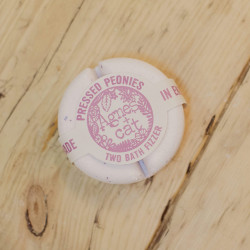 PRESSED PEONIES
Agnes
+
cat
TWO BATH FIZZER
ADE
IN B